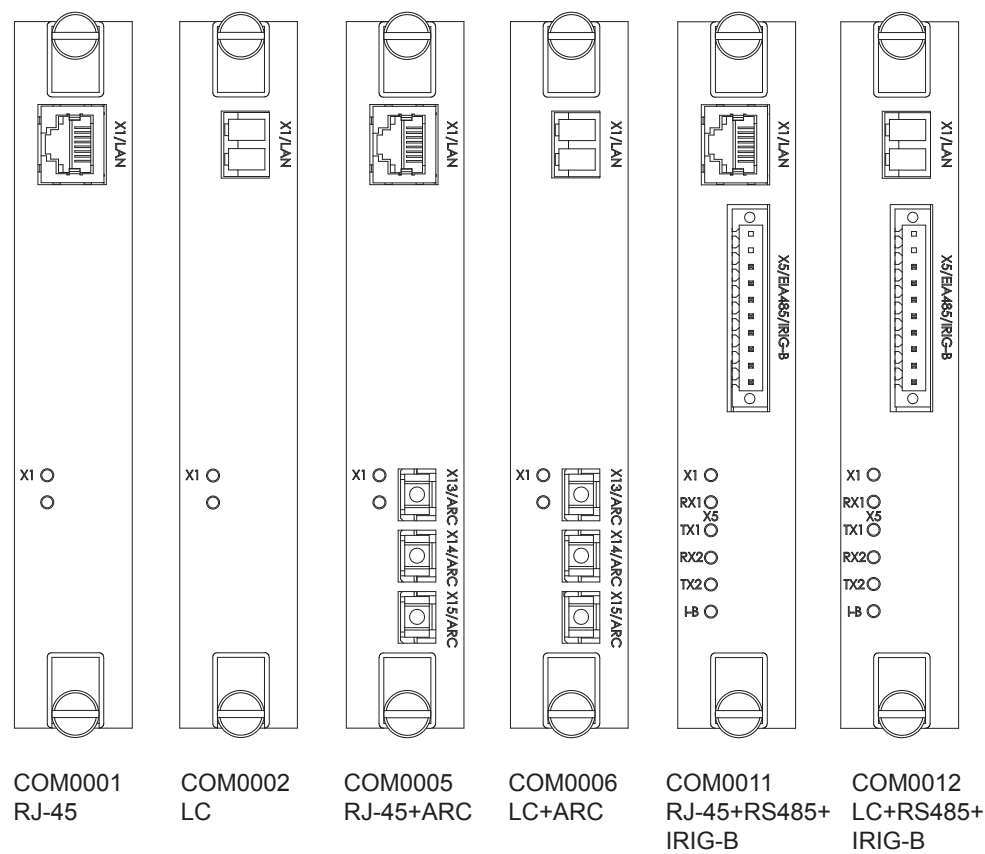 X1/LAN
X1/LAN
X1/LAN
X1/LAN
X1/LAN
X1/LAN
X5/EIA485/IRIG-B
X5/EIA485/IRIG-B
X1
X1
X1
X13/ARC X14/ARC X15/ARC
X1
X13/ARC X14/ARC X15/ARC
X1
RX1
X5
TX1
RX2
TX2
I-B
X1
RX1
X5
TX1
RX2
TX2
I-B
COM0001
RJ-45
COM0002
LC
COM0005
RJ-45+ARC
COM0006
LC+ARC
COM0011
RJ-45+RS485+
IRIG-B
COM0012
LC+RS485+
IRIG-B